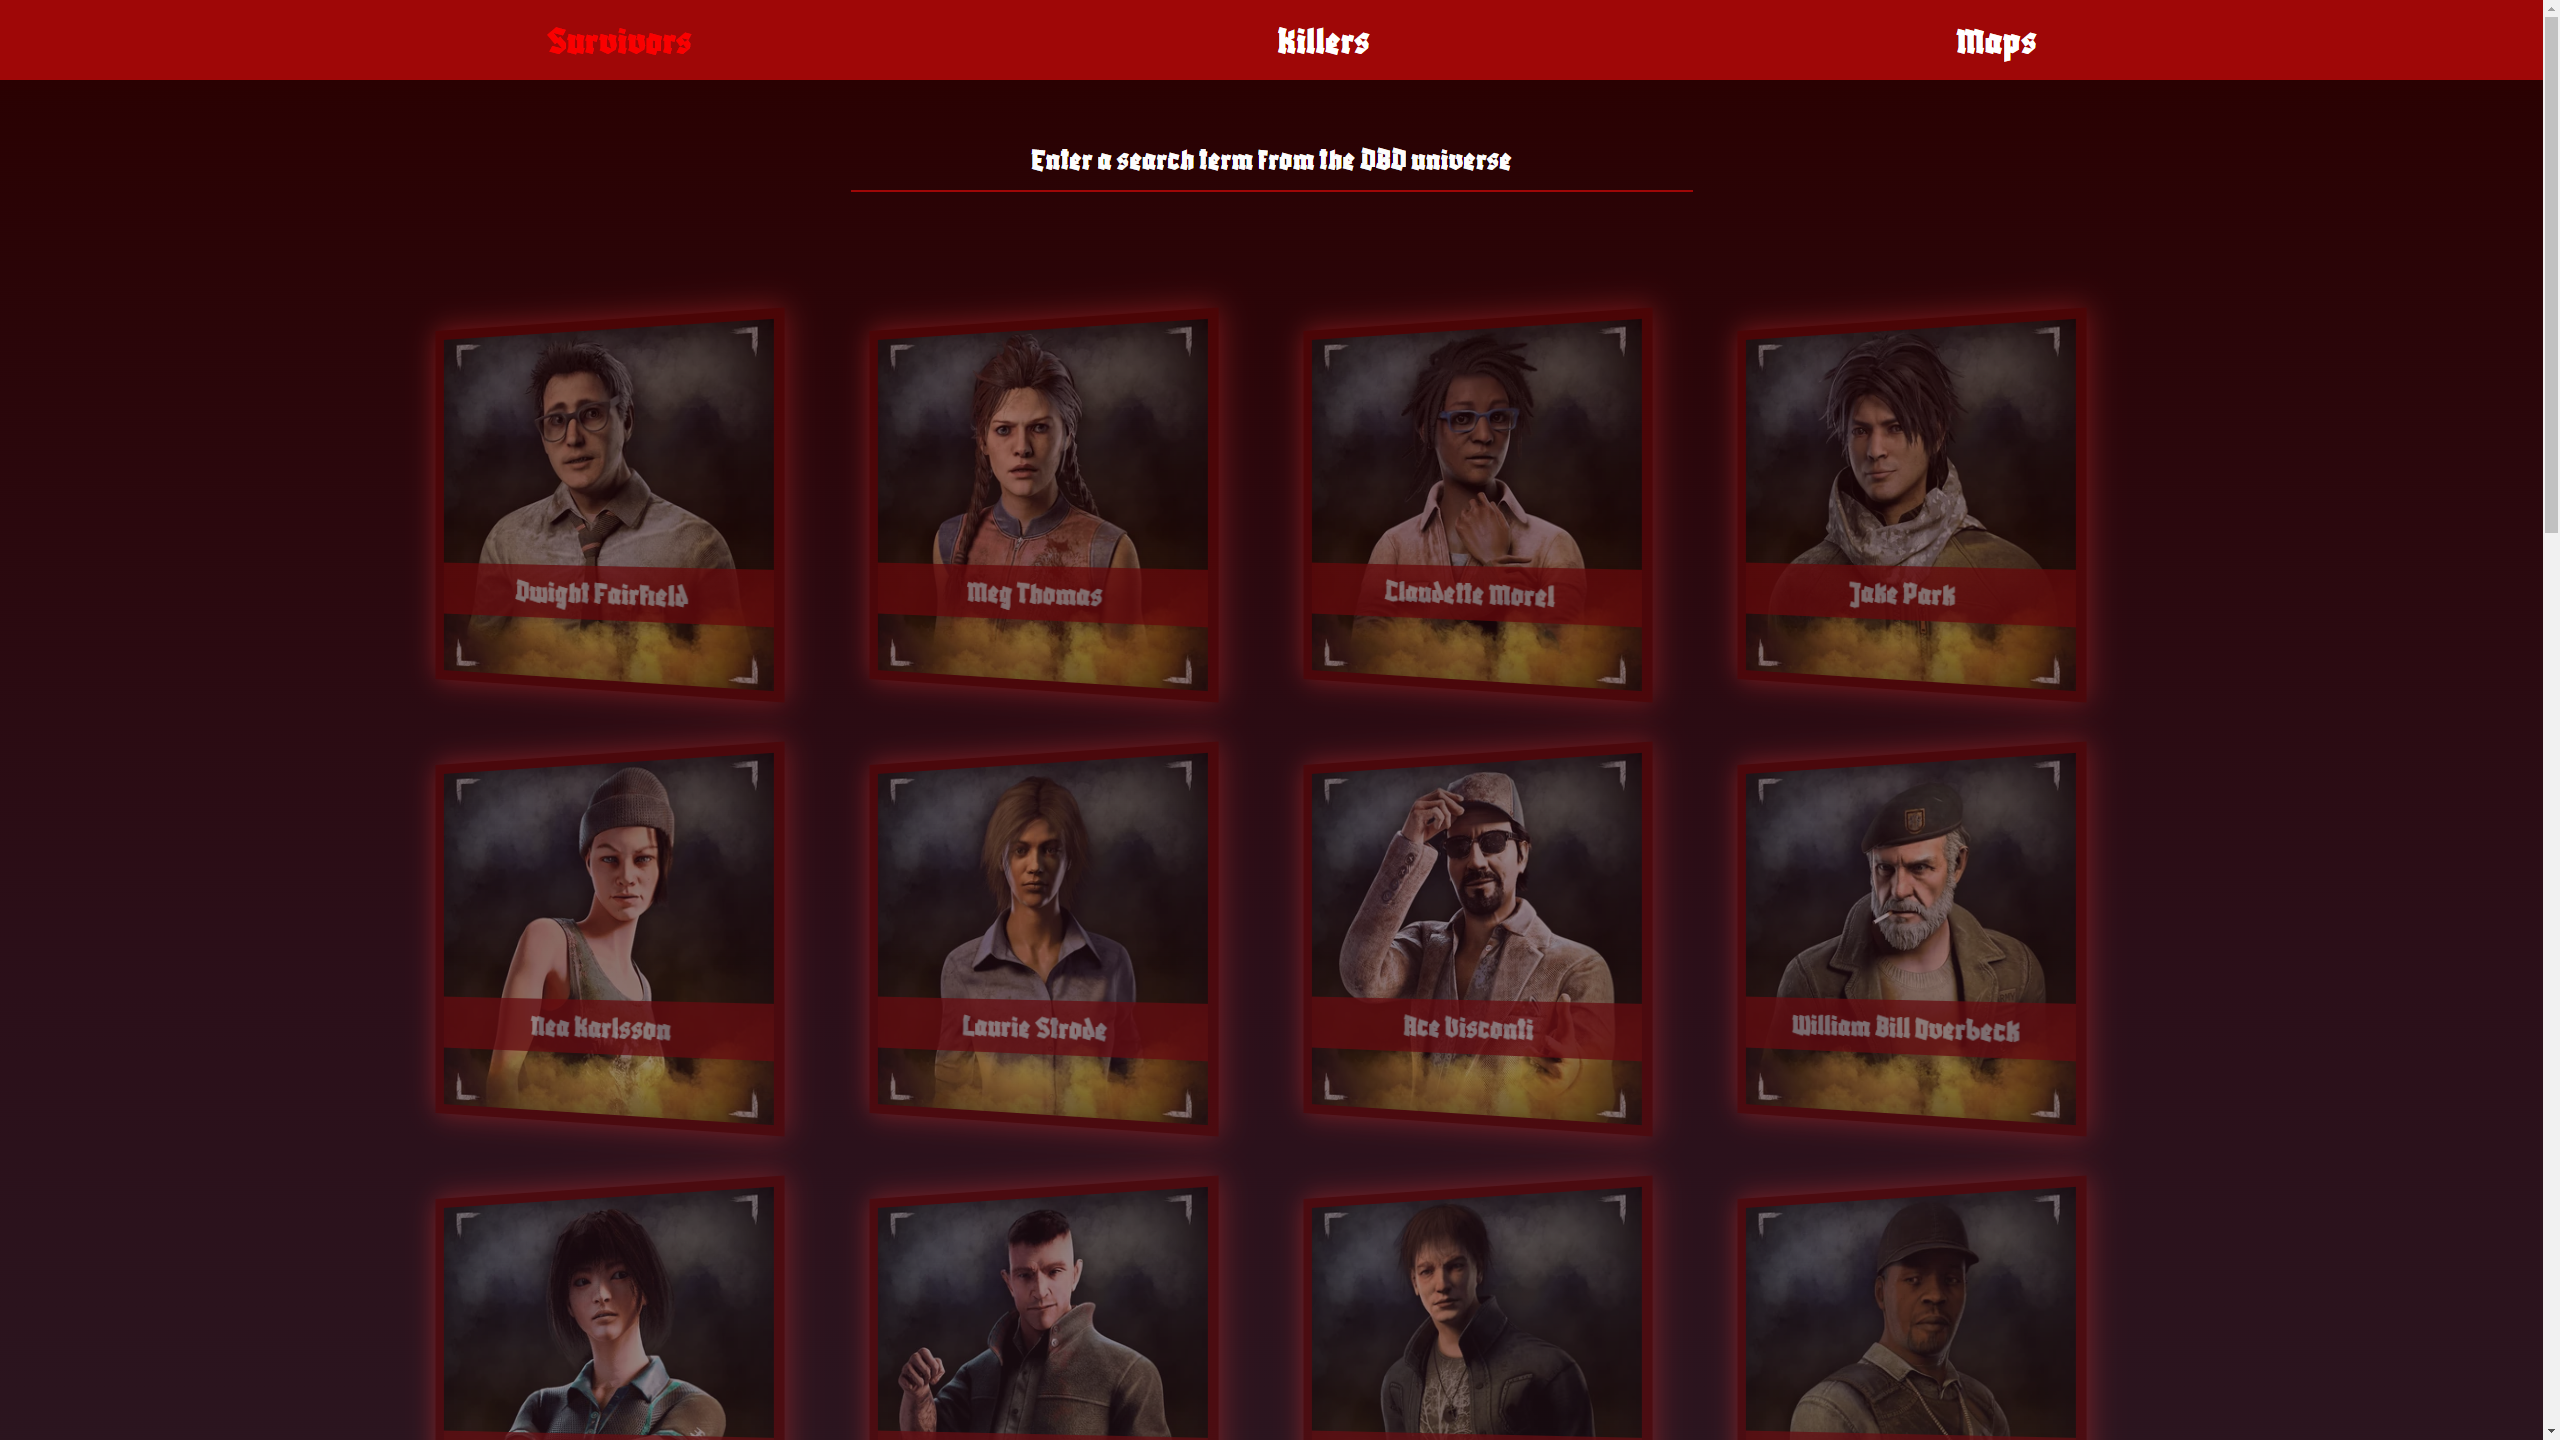 Survivors
Killers
Maps
Enter a search term from the DBD universe
Dwight Fairfield
Meg Thomas
Claudette Morel
Jake Park
Nea Karlsson
Laurie Strode
Ace Visconti
William Bill Overbeck